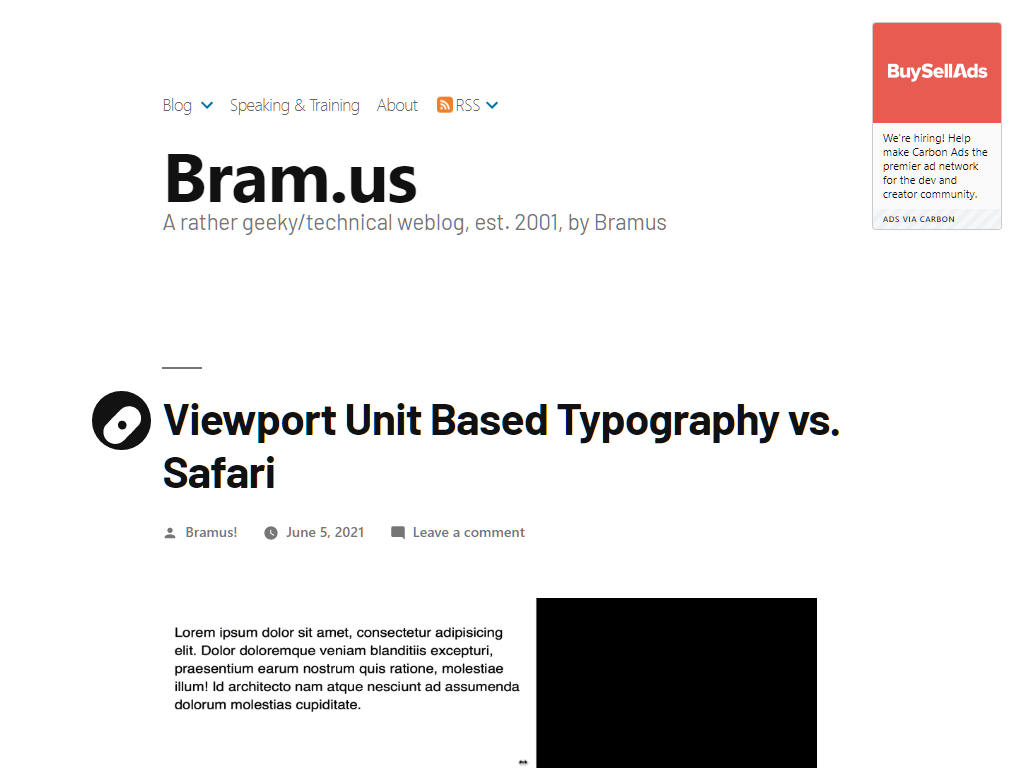 Blog Speaking & Training About RSS
Bram.us
A rather geeky/technical weblog, est. 2001, by Bramus
BuySellAds
We're hiring! Help
make Carbon Ads the
premier ad network
for the dev and
creator community.
ADS VIA CARBON
Viewport Unit Based Typography vs.
Safari
Bramus! June 5, 2021 Leave a comment
Lorem ipsum dolor sit amet, consectetur adipisicing
elit. Dolor doloremque veniam blanditiis excepturi,
praesentium earum nostrum quis ratione, molestiae
illum! Id architecto nam atque nesciunt ad assumenda
dolorum molestias cupiditate.